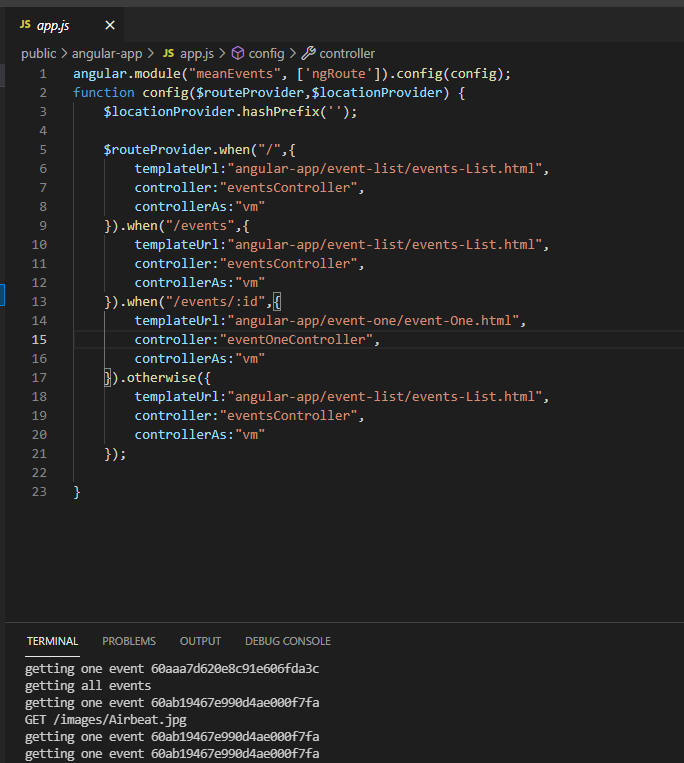 JS app.js ×
public > angular-app > JS app.js > config > controller
1 angular.module("meanEvents", ['ngRoute']).config(config);
2 function config($routeProvider,$locationProvider) {
3     $locationProvider.hashPrefix('');
4
5     $routeProvider.when("/",{
6         templateUrl:"angular-app/event-list/events-List.html",
7         controller:"eventsController",
8         controllerAs:"vm"
9     }).when("/events",{
10         templateUrl:"angular-app/event-list/events-List.html",
11         controller:"eventsController",
12         controllerAs:"vm"
13     }).when("/events/:id",{
14         templateUrl:"angular-app/event-one/event-One.html",
15         controller:"eventOneController",
16         controllerAs:"vm"
17     }).otherwise({
18         templateUrl:"angular-app/event-list/events-List.html",
19         controller:"eventsController",
20         controllerAs:"vm"
21     });
22
23 }
TERMINAL PROBLEMS OUTPUT DEBUG CONSOLE
getting one event 60aaa7d620e8c91e606fda3c
getting all events
getting one event 60ab19467e990d4ae000f7fa
GET /images/Airbeat.jpg
getting one event 60ab19467e990d4ae000f7fa
getting one event 60ab19467e990d4ae000f7fa